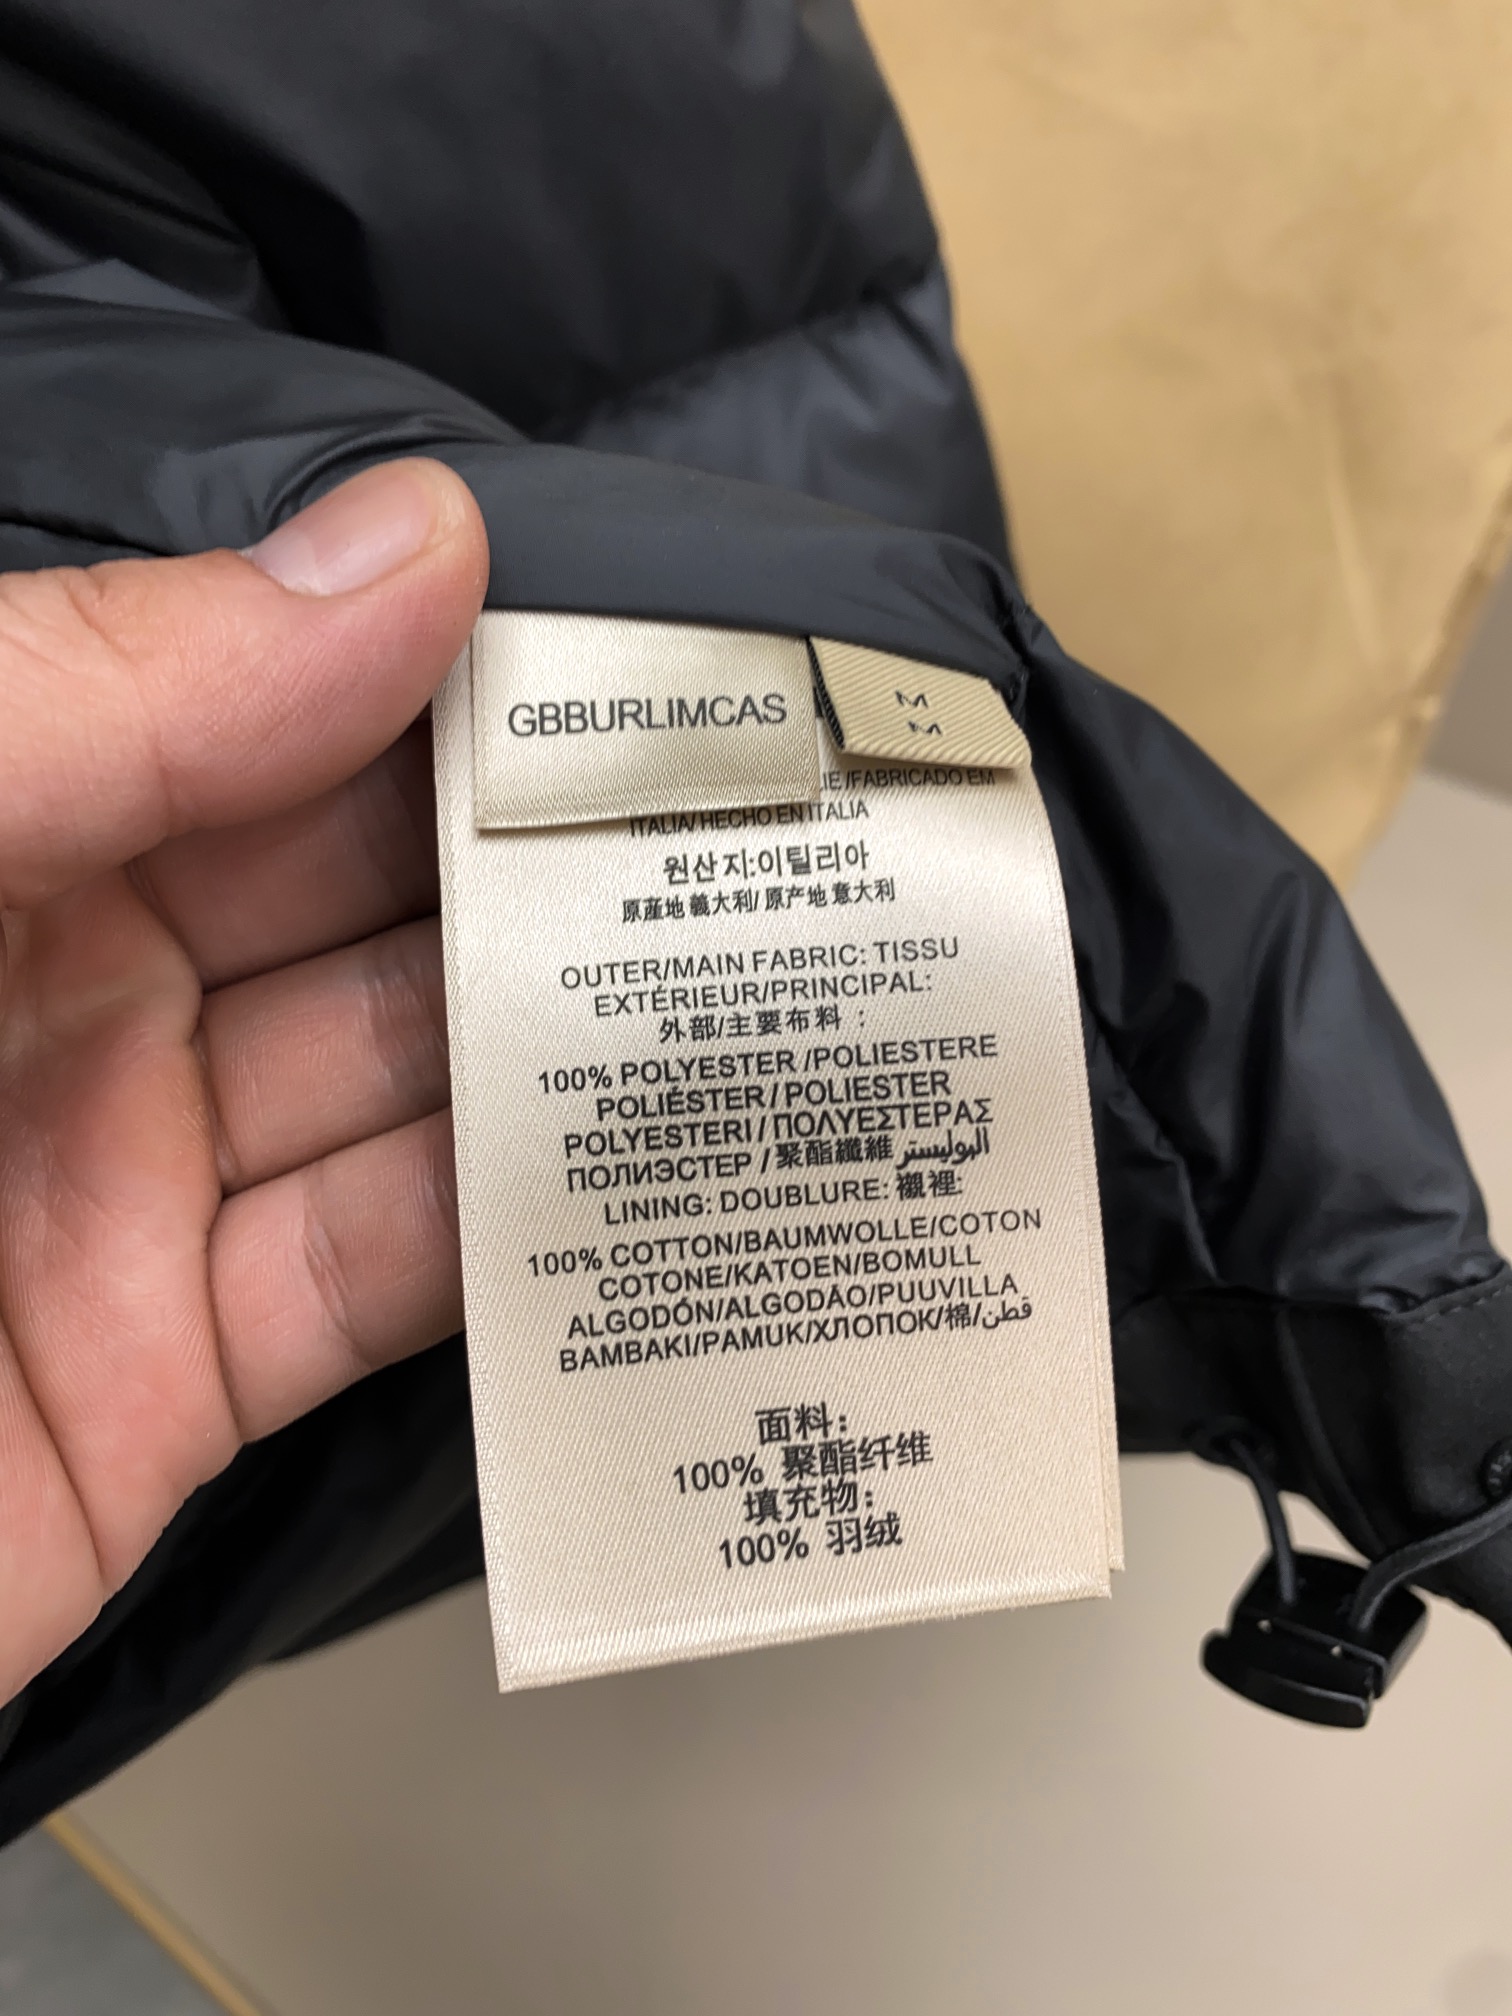 GBBURLIMCAS
M
M
/FABRICADO EM
ITALIA/HECHO EN ITALIA
원산지:이틸리아
原産地 義大利/ 原产地 意大利
OUTER/MAIN FABRIC: TISSU
EXTÉRIEUR/PRINCIPAL:
外部/主要布料 :
100% POLYESTER /POLIESTERE
POLIÉSTER / POLIESTER
POLYESTERI / ΠΟΛΥΕΣΤΕΡΑΣ
ПОЛИЭСТЕР / 聚酯纖維 البوليستر
LINING: DOUBLURE: 襯裡:
100% COTTON/BAUMWOLLE/COTON
COTONE/KATOEN/BOMULL
ALGODÓN/ALGODÃO/PUUVILLA
BAMBAKI/PAMUK/ХЛОПОК/棉/قطن
面料:
100% 聚酯纤维
填充物:
100% 羽绒